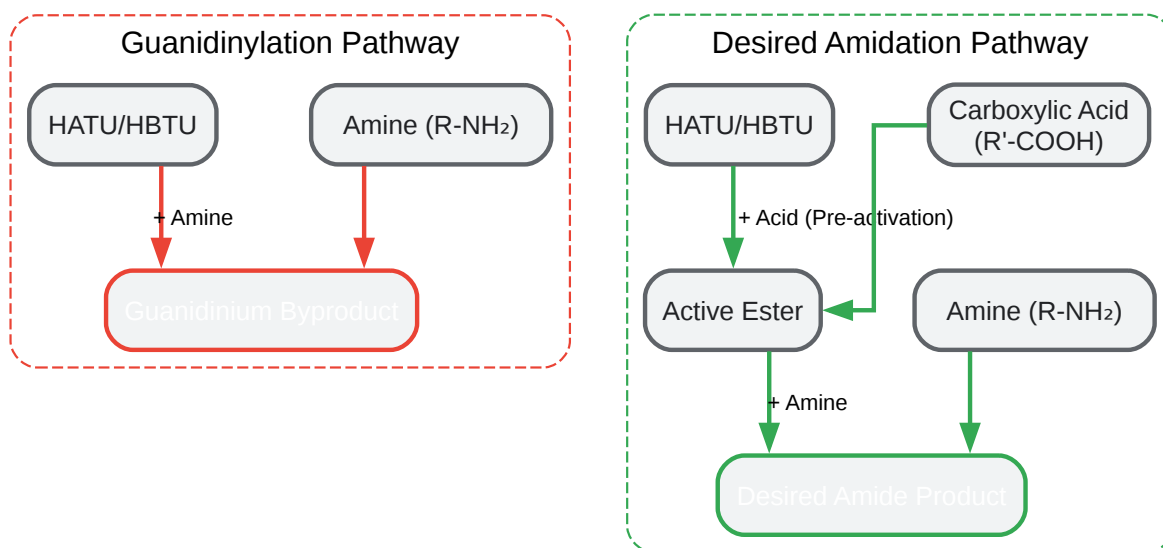 Guanidinylation Pathway
HATU/HBTU
Amine (R-NH₂)
+ Amine
Guanidinium Byproduct
Desired Amidation Pathway
HATU/HBTU
Carboxylic Acid
(R'-COOH)
+ Acid (Pre-activation)
Active Ester
Amine (R-NH₂)
+ Amine
Desired Amide Product